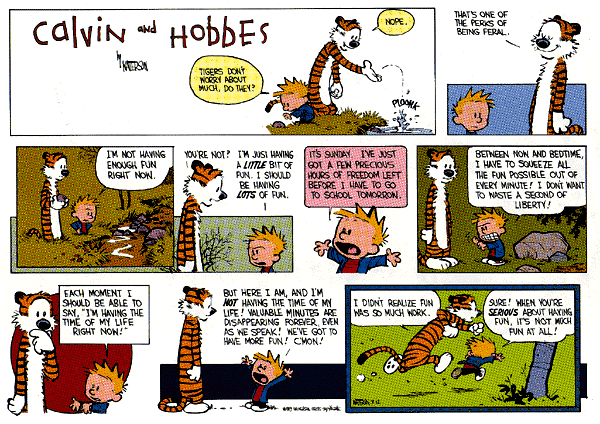 Calvin and HOBBES
by WATTERSON
TIGERS DON'T
WORRY ABOUT
MUCH, DO THEY?
NOPE.
PLOONK
THAT'S ONE OF
THE PERKS OF
BEING FERAL.
I'M NOT HAVING
ENOUGH FUN
RIGHT NOW.
YOU'RE NOT?
I'M JUST HAVING
A LITTLE BIT OF
FUN. I SHOULD
BE HAVING
LOTS OF FUN.
IT'S SUNDAY. I'VE JUST
GOT A FEW PRECIOUS
HOURS OF FREEDOM LEFT
BEFORE I HAVE TO GO
TO SCHOOL TOMORROW.
BETWEEN NOW AND BEDTIME,
I HAVE TO SQUEEZE ALL
THE FUN POSSIBLE OUT OF
EVERY MINUTE! I DON'T WANT
TO WASTE A SECOND OF
LIBERTY!
EACH MOMENT I
SHOULD BE ABLE TO
SAY, "I'M HAVING THE
TIME OF MY LIFE
RIGHT NOW!"
BUT HERE I AM, AND I'M
NOT HAVING THE TIME OF MY
LIFE! VALUABLE MINUTES ARE
DISAPPEARING FOREVER, EVEN
AS WE SPEAK! WE'VE GOT TO
HAVE MORE FUN! C'MON!
I DIDN'T REALIZE FUN
WAS SO MUCH WORK.
SURE! WHEN YOU'RE
SERIOUS ABOUT HAVING
FUN, IT'S NOT MUCH
FUN AT ALL!